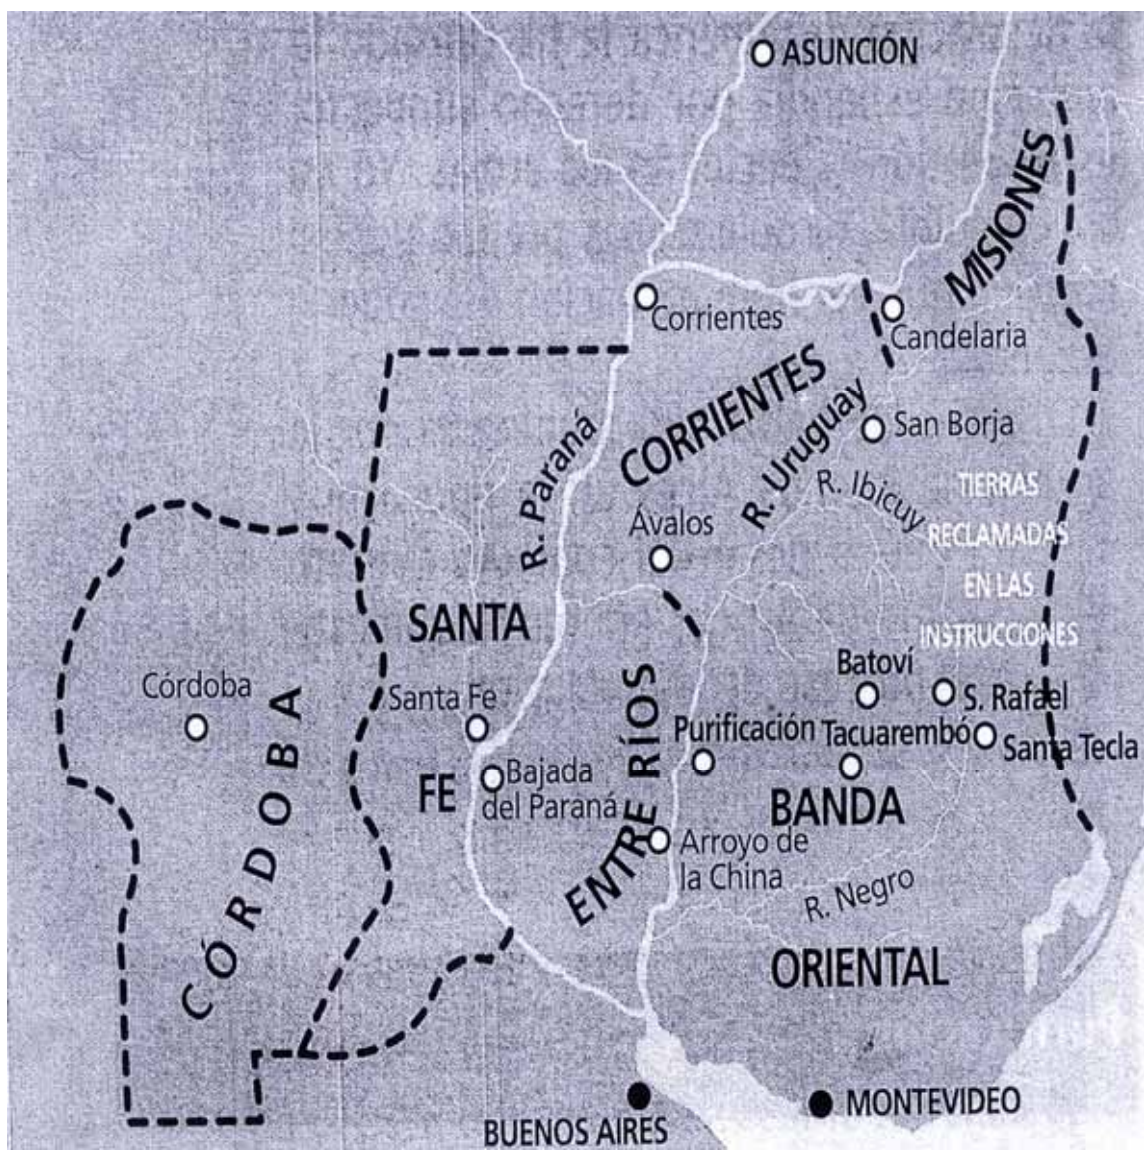 ASUNCIÓN
MISIONES
Corrientes
Candelaria
CORRIENTES
R. Paraná
R. Uruguay
San Borja
R. Ibicuy
TIERRAS
RECLAMADAS
EN LAS
INSTRUCCIONES
Ávalos
SANTA
FE
Batoví
S. Rafael
Córdoba
CÓRDOBA
Santa Fe
ENTRE RÍOS
Purificación
Tacuarembó
Santa Tecla
Bajada
del Paraná
BANDA
ORIENTAL
Arroyo de
la China
R. Negro
BUENOS AIRES
MONTEVIDEO